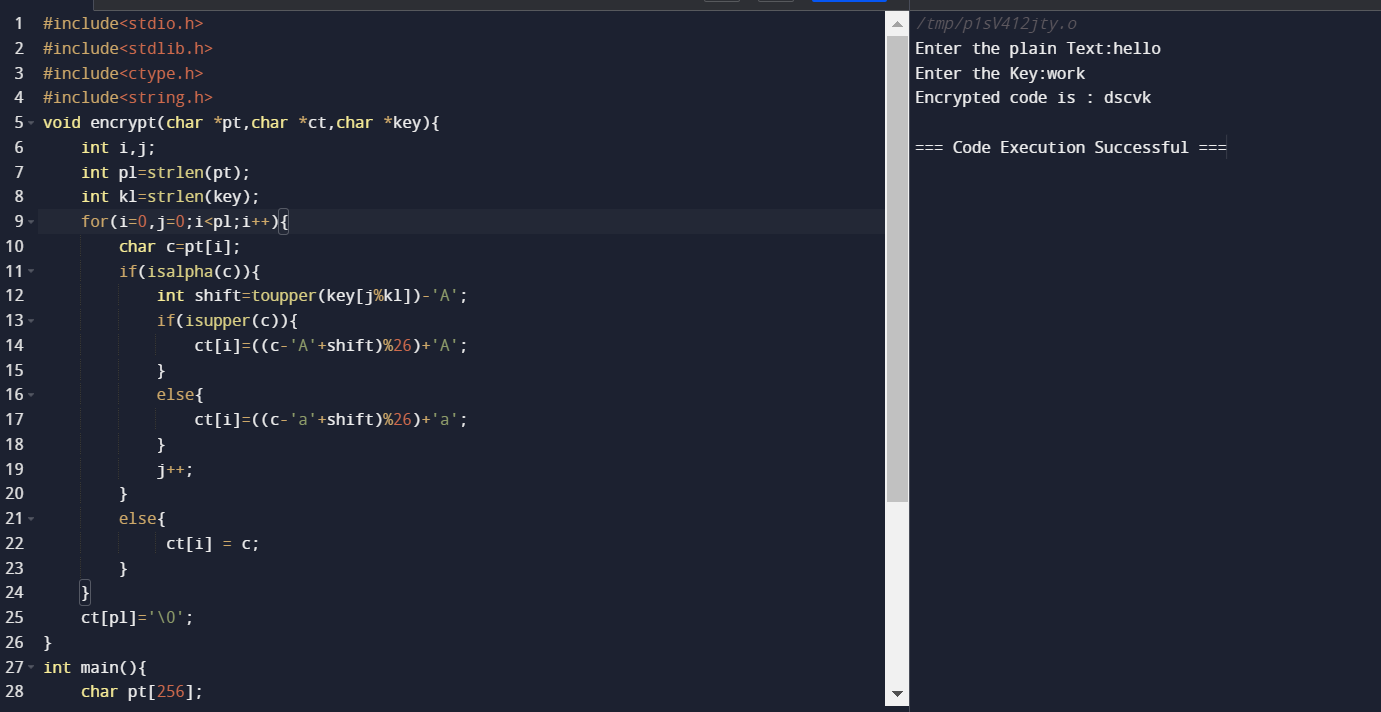 1 #include<stdio.h>
2 #include<stdlib.h>
3 #include<ctype.h>
4 #include<string.h>
5 void encrypt(char *pt,char *ct,char *key){
6     int i,j;
7     int pl=strlen(pt);
8     int kl=strlen(key);
9     for(i=0,j=0;i<pl;i++){
10         char c=pt[i];
11         if(isalpha(c)){
12             int shift=toupper(key[j%kl])-'A';
13             if(isupper(c)){
14                 ct[i]=((c-'A'+shift)%26)+'A';
15             }
16             else{
17                 ct[i]=((c-'a'+shift)%26)+'a';
18             }
19             j++;
20         }
21         else{
22              ct[i] = c;
23         }
24     }
25     ct[pl]='\0';
26 }
27 int main(){
28     char pt[256];
/tmp/p1sV412jty.o
Enter the plain Text:hello
Enter the Key:work
Encrypted code is : dscvk
=== Code Execution Successful ===